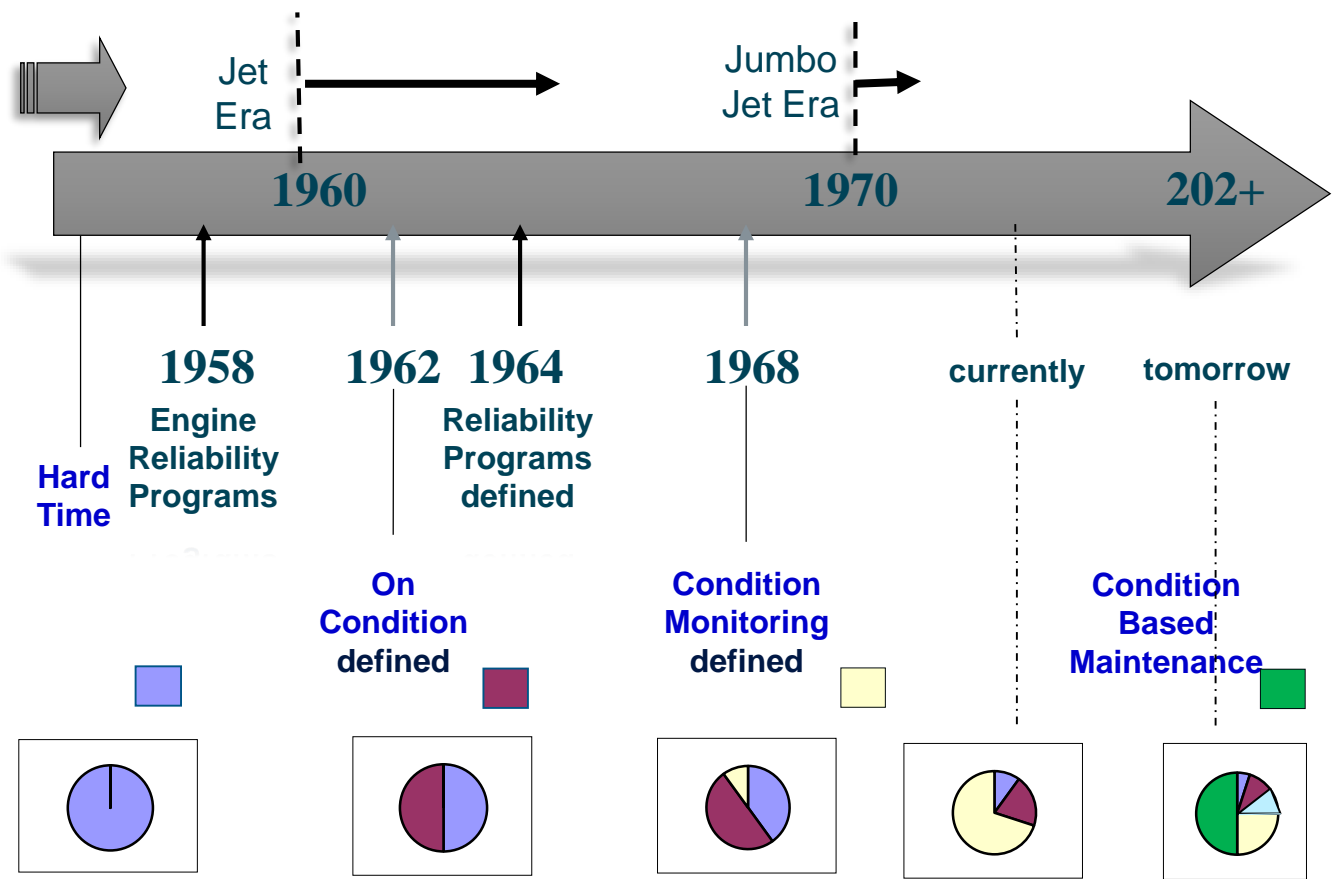 Jet
Era
Jumbo
Jet Era
1960
1970
202+
1958
1962
1964
1968
currently
tomorrow
Engine
Reliability
Programs
Reliability
Programs
defined
Hard
Time
On
Condition
defined
Condition
Monitoring
defined
Condition
Based
Maintenance